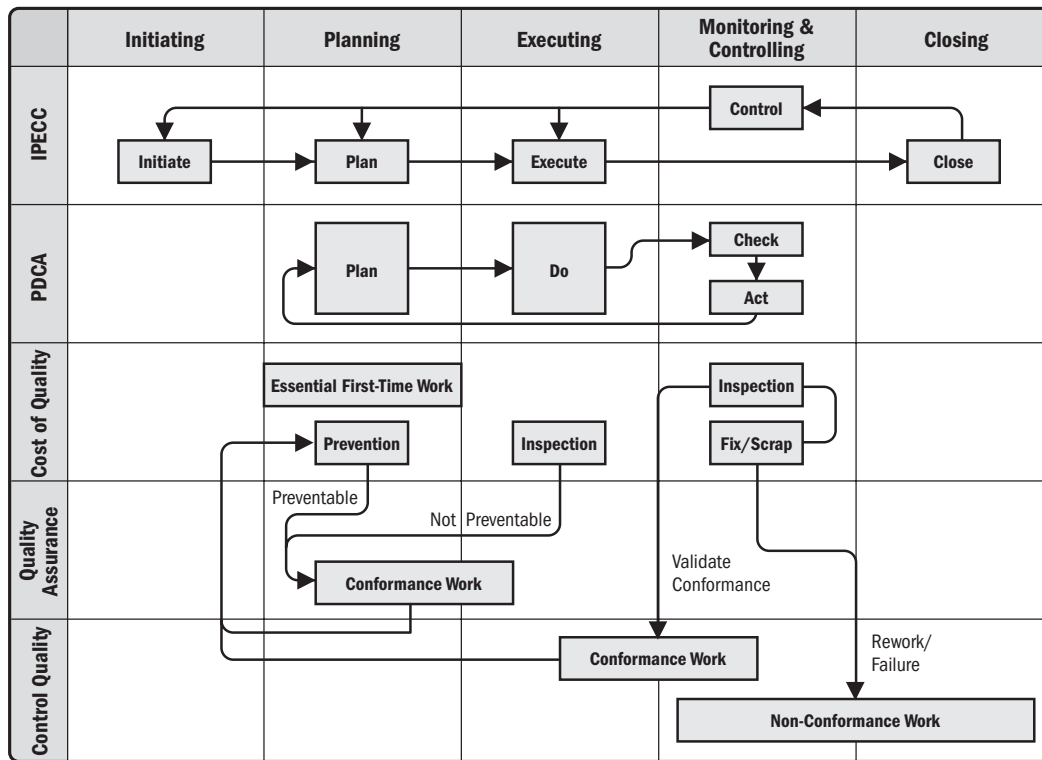 Initiating
Planning
Executing
Monitoring &
Controlling
Closing
IPECC
Control
Initiate
Plan
Execute
Close
PDCA
Plan
Do
Check
Act
Cost of Quality
Essential First-Time Work
Inspection
Prevention
Inspection
Fix/Scrap
Quality
Assurance
Preventable
Not Preventable
Conformance Work
Validate
Conformance
Control Quality
Conformance Work
Rework/
Failure
Non-Conformance Work